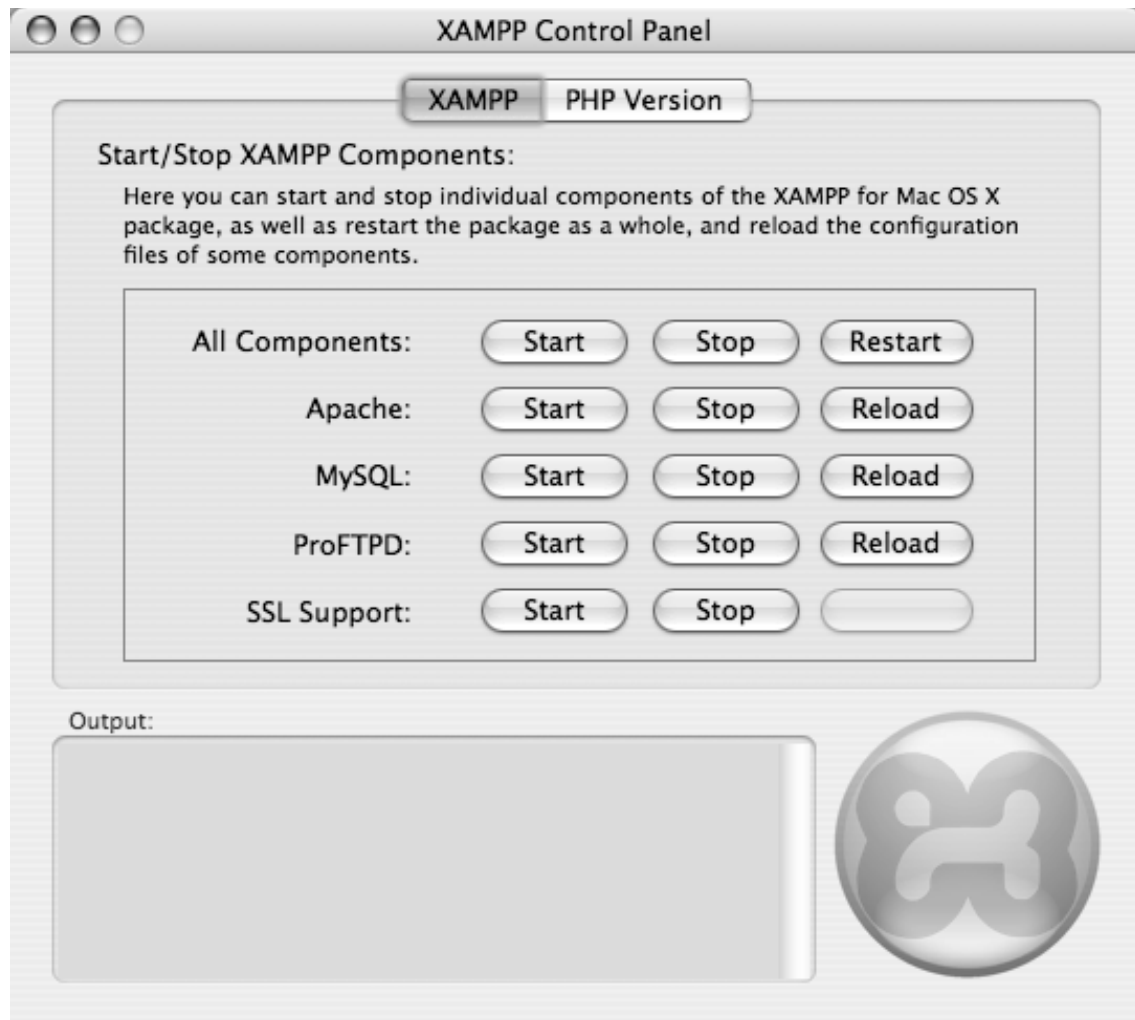 XAMPP Control Panel
XAMPP PHP Version
Start/Stop XAMPP Components:
Here you can start and stop individual components of the XAMPP for Mac OS X
package, as well as restart the package as a whole, and reload the configuration
files of some components.
All Components: Start Stop Restart
Apache: Start Stop Reload
MySQL: Start Stop Reload
ProFTPD: Start Stop Reload
SSL Support: Start Stop
Output: